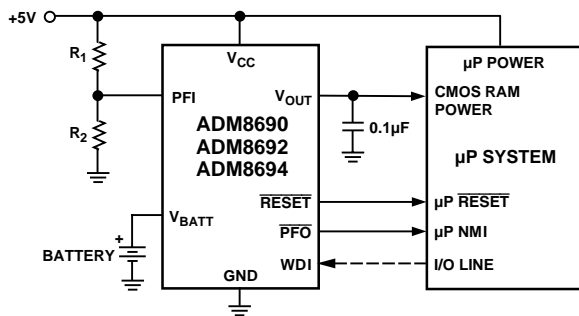 +5V
R1
R2
VCC
PFI
VOUT
ADM8690
ADM8692
ADM8694
0.1µF
RESET
PFO
WDI
VBATT
BATTERY
+
GND
µP POWER
CMOS RAM
POWER
µP SYSTEM
µP RESET
µP NMI
I/O LINE